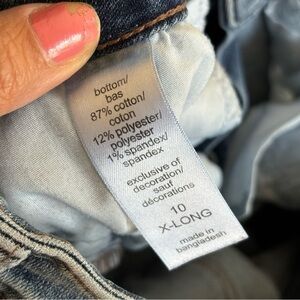 bottom/
bas
87% cotton/
coton
12% polyester/
polyester
1% spandex/
spandex
exclusive of
decoration/
sauf
décorations
10
X-LONG
made in
bangladesh